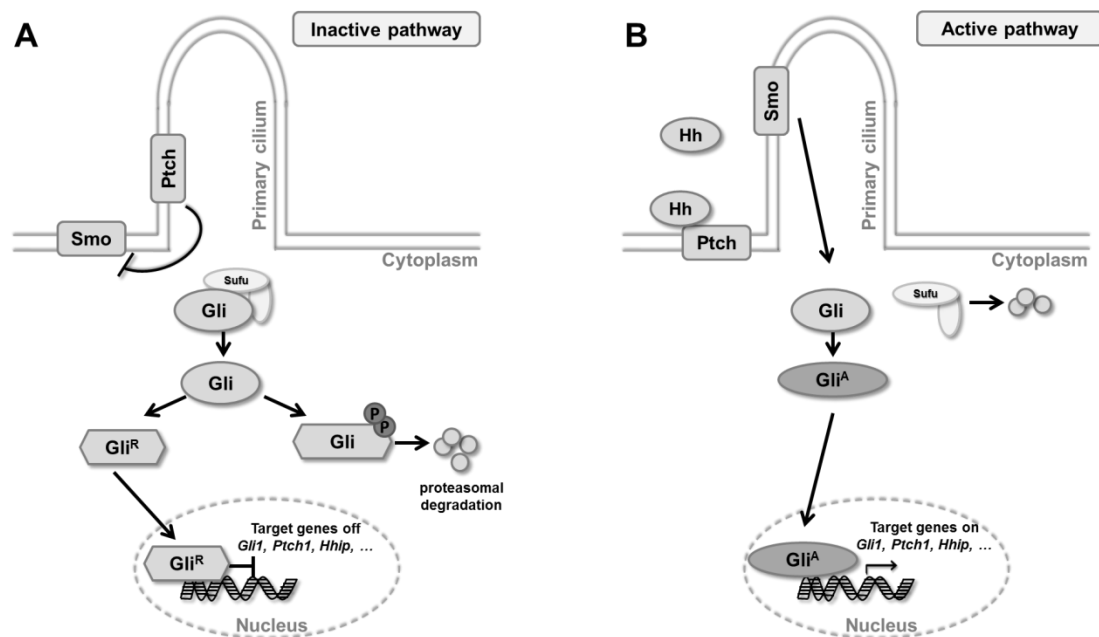 A
Inactive pathway
Primary cilium
Ptch
Smo
Cytoplasm
Sufu
Gli
Gli
Gliᴿ
Gli
P
P
proteasomal
degradation
Target genes off
Gli1, Ptch1, Hhip, ...
Gliᴿ
Nucleus
B
Active pathway
Smo
Primary cilium
Hh
Hh
Ptch
Cytoplasm
Gli
Sufu
Gliᴬ
Target genes on
Gli1, Ptch1, Hhip, ...
Gliᴬ
Nucleus